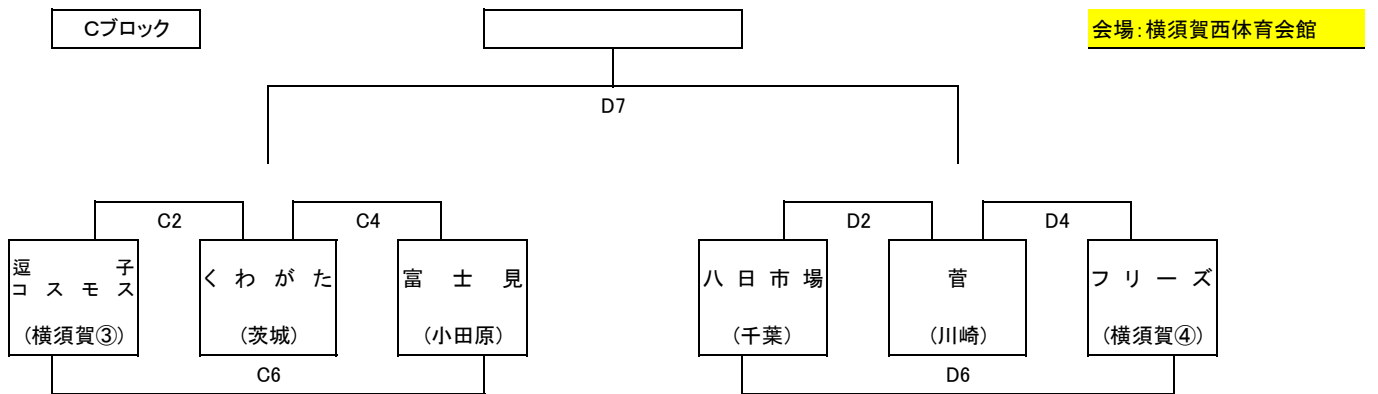 Cブロック
会場:横須賀西体育会館
D7
C2
C4
D2
D4
逗子
コスモス
(横須賀③)
くわがた
(茨城)
富士見
(小田原)
八日市場
(千葉)
菅
(川崎)
フリーズ
(横須賀④)
C6
D6